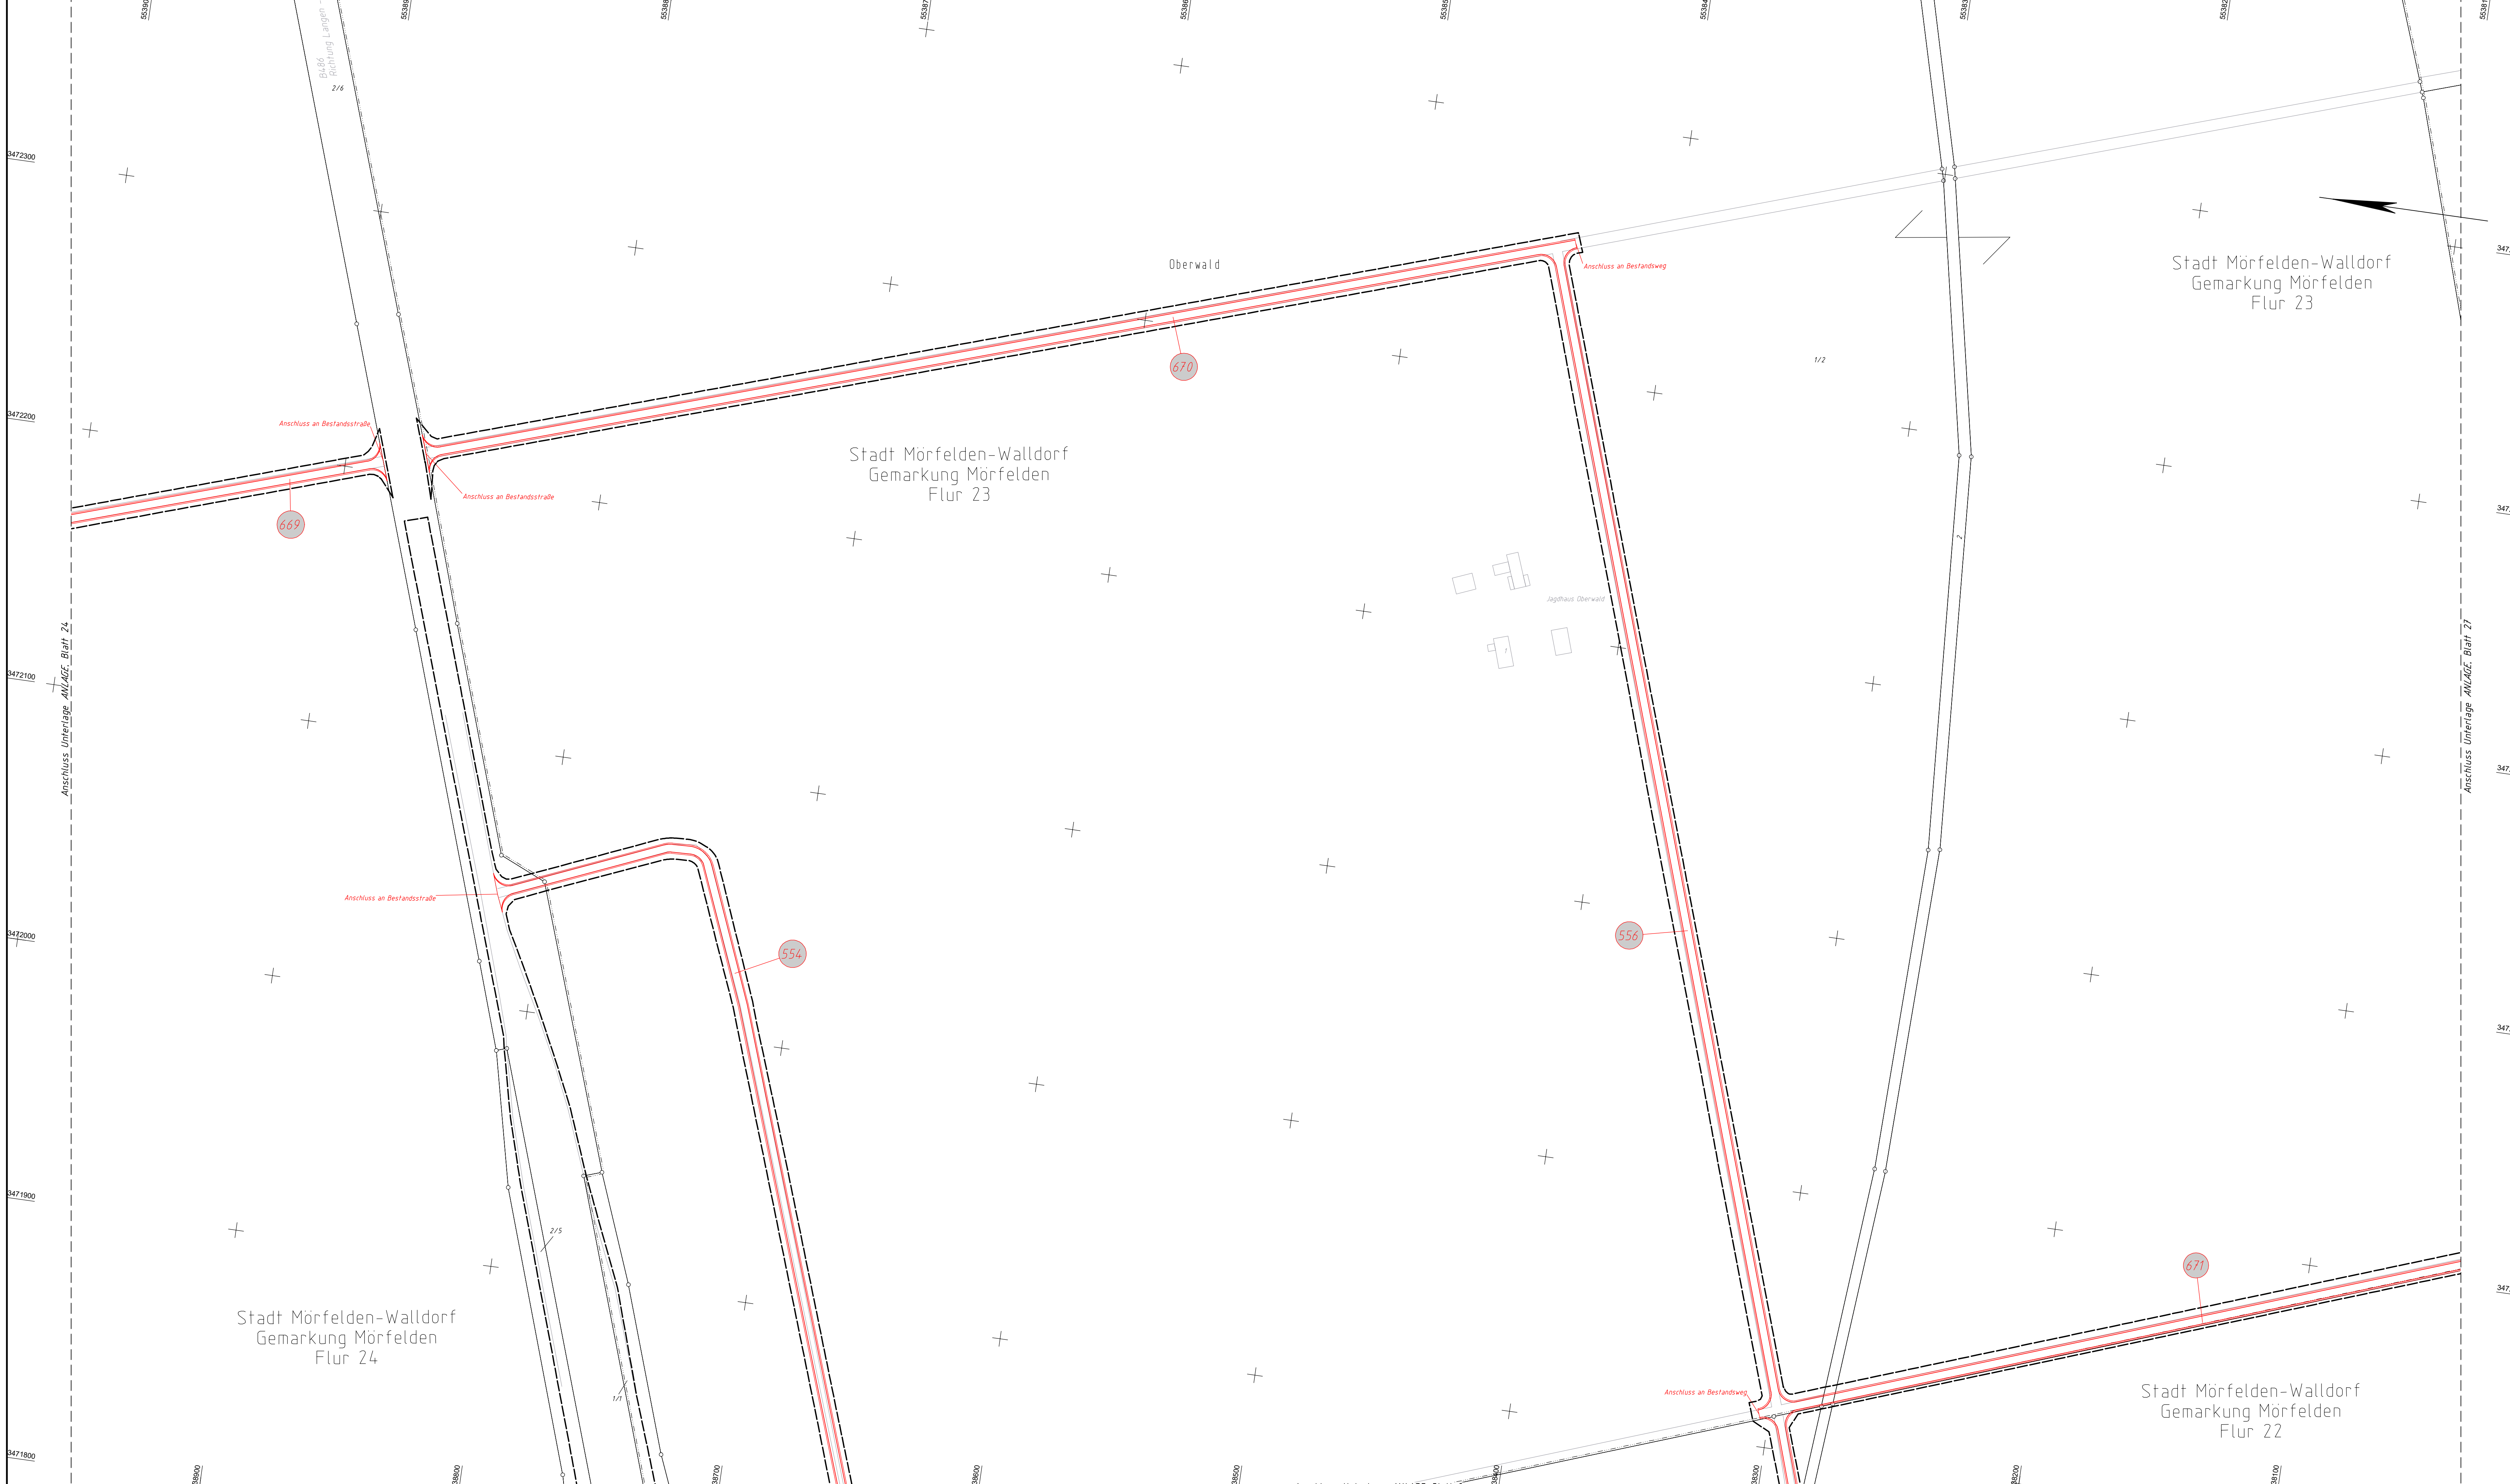 B486
Richtung Langen -
2/6
3472300
3472200
3472100
3472000
3471900
3471800
Oberwald
Anschluss an Bestandsweg
Stadt Mörfelden-Walldorf
Gemarkung Mörfelden
Flur 23
1/2
670
Anschluss an Bestandsstraße
Stadt Mörfelden-Walldorf
Gemarkung Mörfelden
Flur 23
Anschluss an Bestandsstraße
669
2
Jagdhaus Oberwald
1
Anschluss Unterlage ANLAGE, Blatt 24
Anschluss Unterlage ANLAGE, Blatt 27
Anschluss an Bestandsstraße
554
556
2/5
671
Stadt Mörfelden-Walldorf
Gemarkung Mörfelden
Flur 24
1/1
Anschluss an Bestandsweg
Stadt Mörfelden-Walldorf
Gemarkung Mörfelden
Flur 22